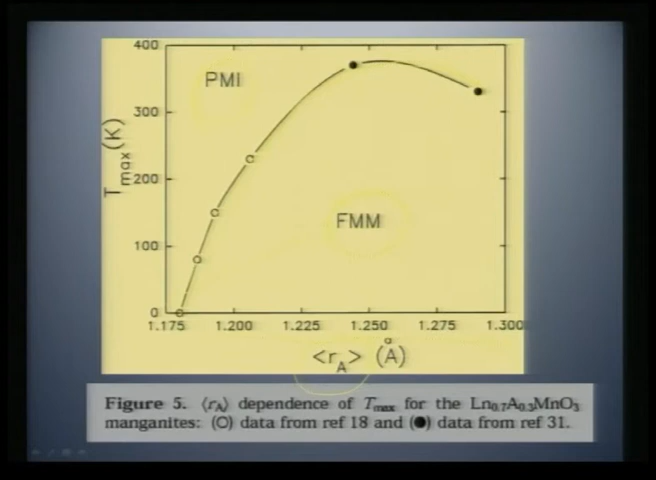 400
PMI
300
T_max(K)
200
FMM
100
0
1.175 1.200 1.225 1.250 1.275 1.300
<r_A> (Å)
Figure 5. ⟨r_A⟩ dependence of T_max for the Ln0.7A0.3MnO3
manganites: (○) data from ref 18 and (●) data from ref 31.